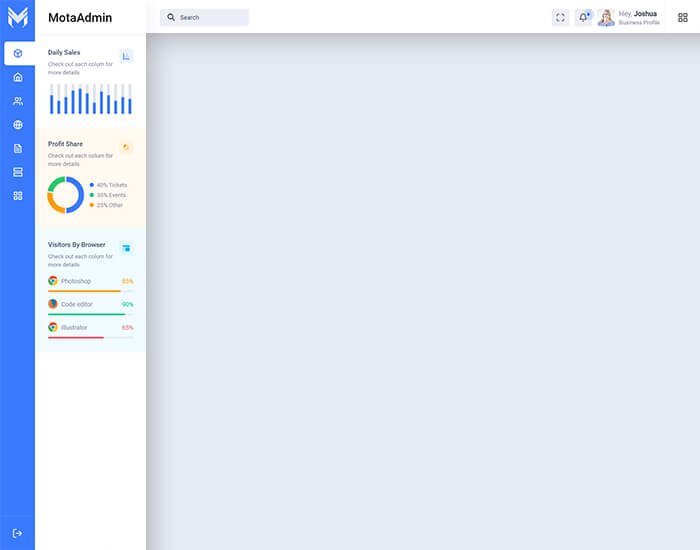 MotaAdmin
Search
Hey, Joshua
Business Profile
Daily Sales
Check out each colum for
more details
Profit Share
Check out each colum for
more details
40% Tickets
35% Events
25% Other
Visitors By Browser
Check out each colum for
more details
Photoshop 85%
Code editor 90%
Illustrator 65%